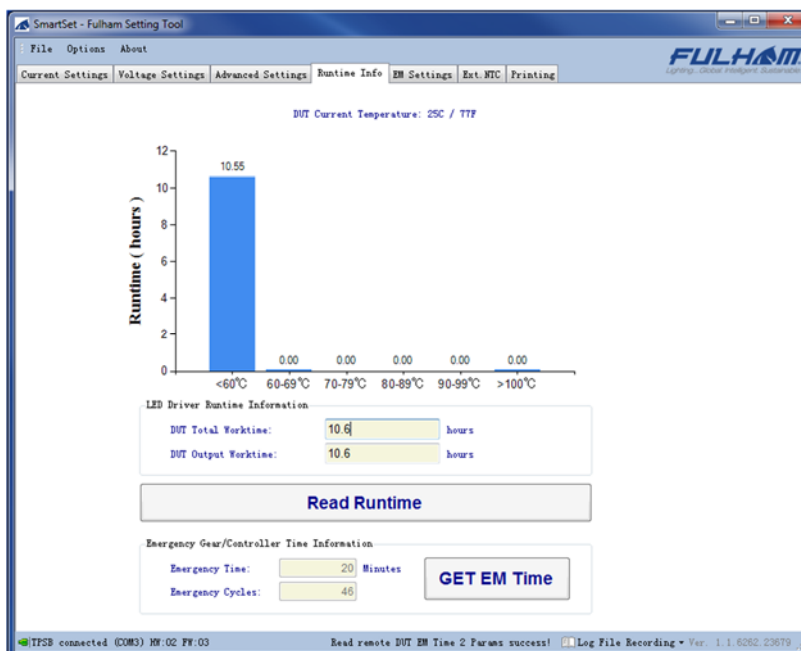 SmartSet - Fulham Setting Tool
File Options About
FULHAM
Lighting. Global Intelligent Sustainable
Current Settings Voltage Settings Advanced Settings Runtime Info EM Settings Ext.NTC Printing
DUT Current Temperature: 25C / 77F
Runtime ( hours )
12
10.55
10
8
6
4
2
0.00 0.00 0.00 0.00 0.00
0
<60℃ 60-69℃ 70-79℃ 80-89℃ 90-99℃ >100℃
LED Driver Runtime Information
DUT Total Worktime: 10.6 hours
DUT Output Worktime: 10.6 hours
Read Runtime
Emergency Gear/Controller Time Information
Emergency Time: 20 Minutes
GET EM Time
Emergency Cycles: 46
TPSB connected (COM3) HW:02 FW:03 Read remote DUT EM Time 2 Params success! Log File Recording Ver. 1.1.6262.23679